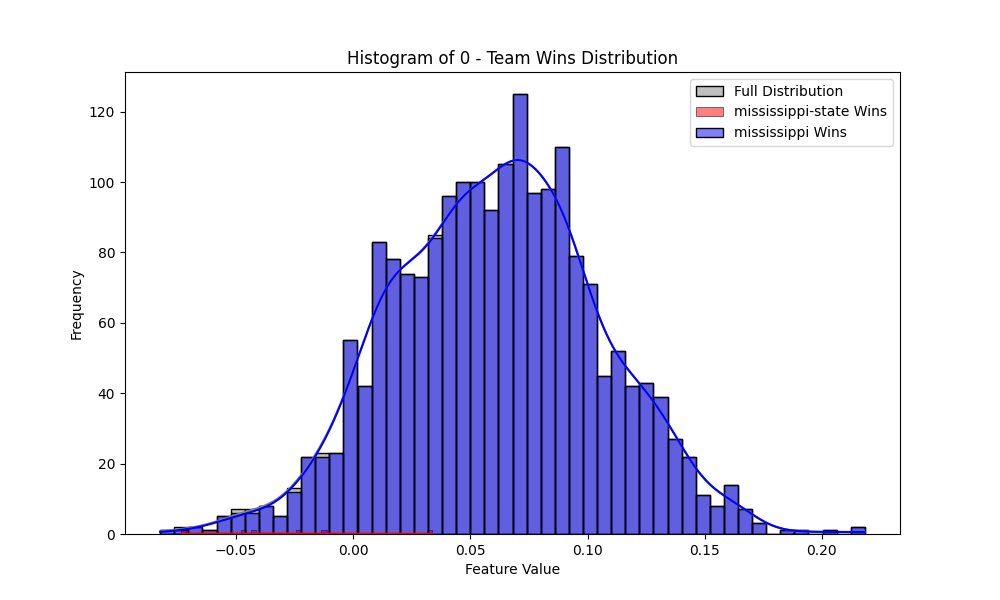 Histogram of 0 - Team Wins Distribution
Full Distribution
mississippi-state Wins
mississippi Wins
120
100
80
60
40
20
0
Frequency
−0.05
0.00
0.05
0.10
0.15
0.20
Feature Value